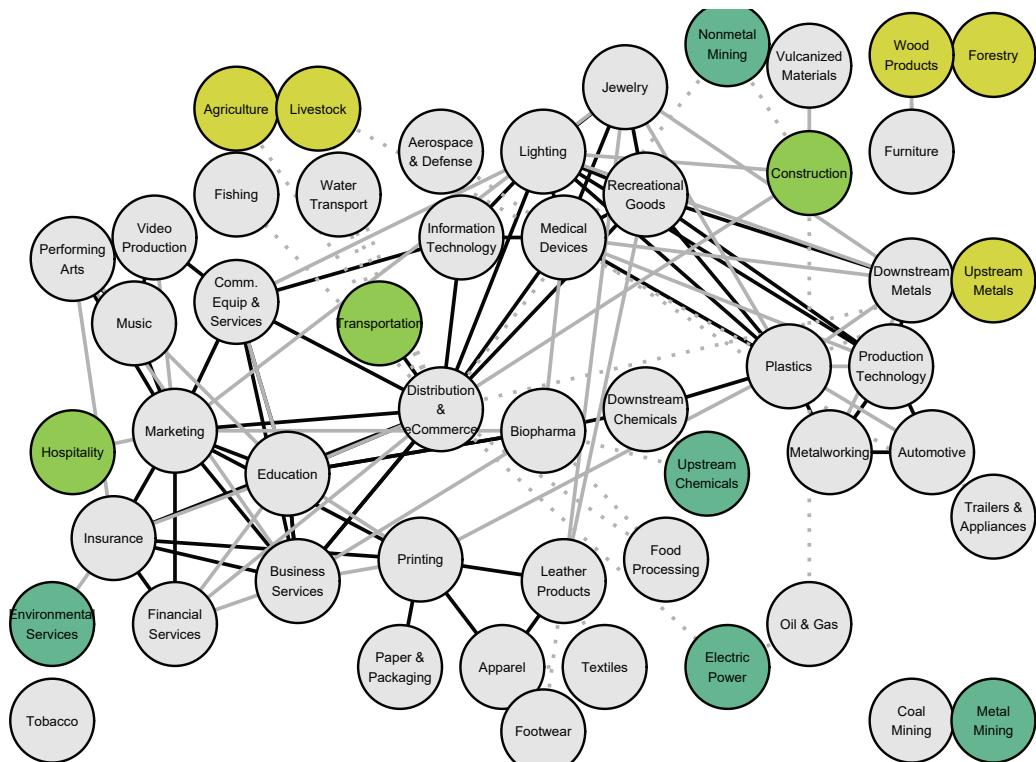 Nonmetal
Mining
Vulcanized
Materials
Wood
Products
Forestry
Jewelry
Agriculture
Livestock
Aerospace
& Defense
Lighting
Furniture
Construction
Fishing
Water
Transport
Recreational
Goods
Video
Production
Information
Technology
Medical
Devices
Performing
Arts
Comm.
Equip &
Services
Downstream
Metals
Upstream
Metals
Music
Transportation
Plastics
Production
Technology
Distribution
&
eCommerce
Downstream
Chemicals
Marketing
Biopharma
Hospitality
Education
Upstream
Chemicals
Metalworking
Automotive
Trailers &
Appliances
Insurance
Printing
Food
Processing
Business
Services
Leather
Products
Environmental
Services
Financial
Services
Oil & Gas
Paper &
Packaging
Apparel
Textiles
Electric
Power
Tobacco
Footwear
Coal
Mining
Metal
Mining